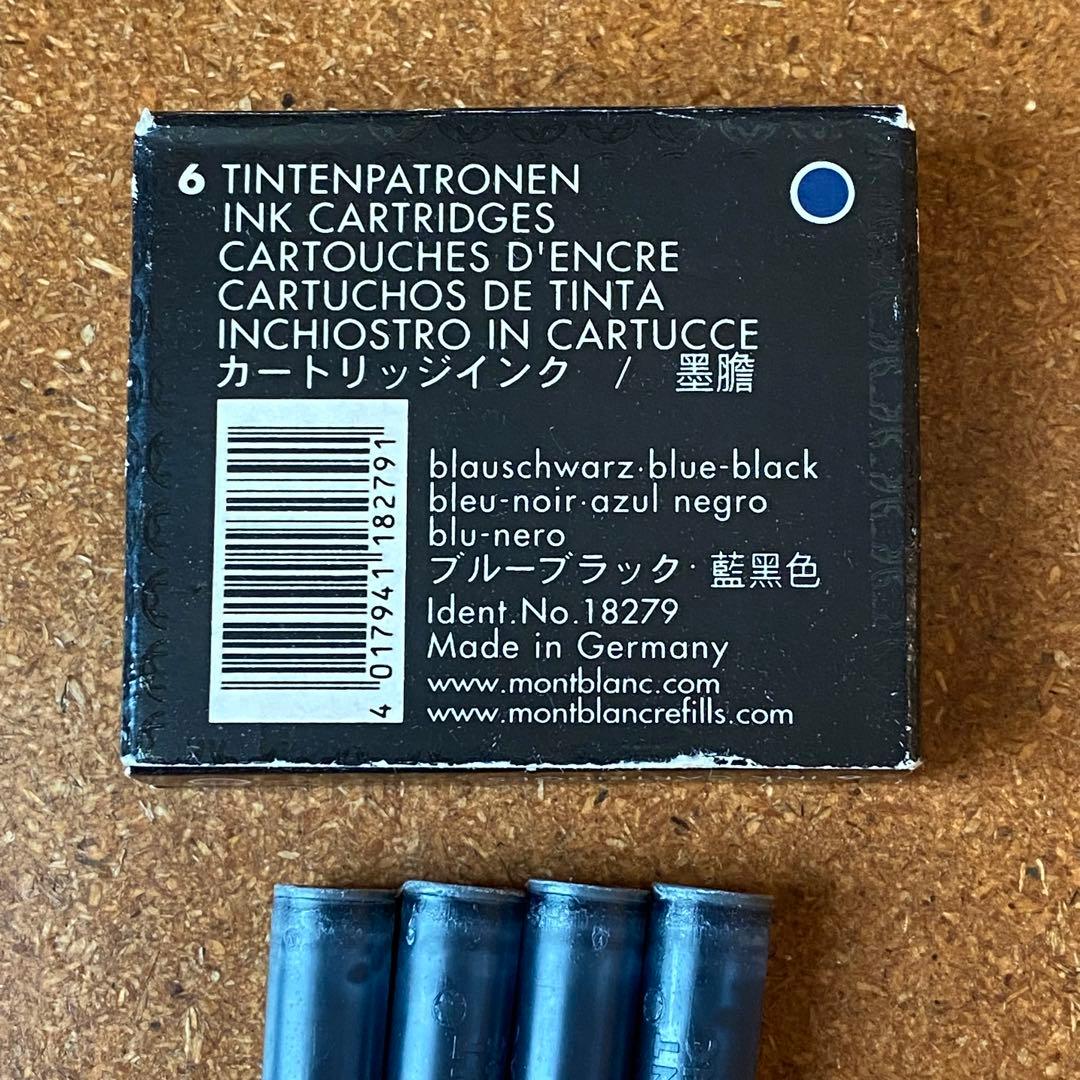 6 TINTENPATRONEN
INK CARTRIDGES
CARTOUCHES D'ENCRE
CARTUCHOS DE TINTA
INCHIOSTRO IN CARTUCCE
カートリッジインク / 墨膽
4 017941 182791
blauschwarz·blue-black
bleu-noir·azul negro
blu-nero
ブルーブラック·藍黑色
Ident.No.18279
Made in Germany
www.montblanc.com
www.montblancrefills.com